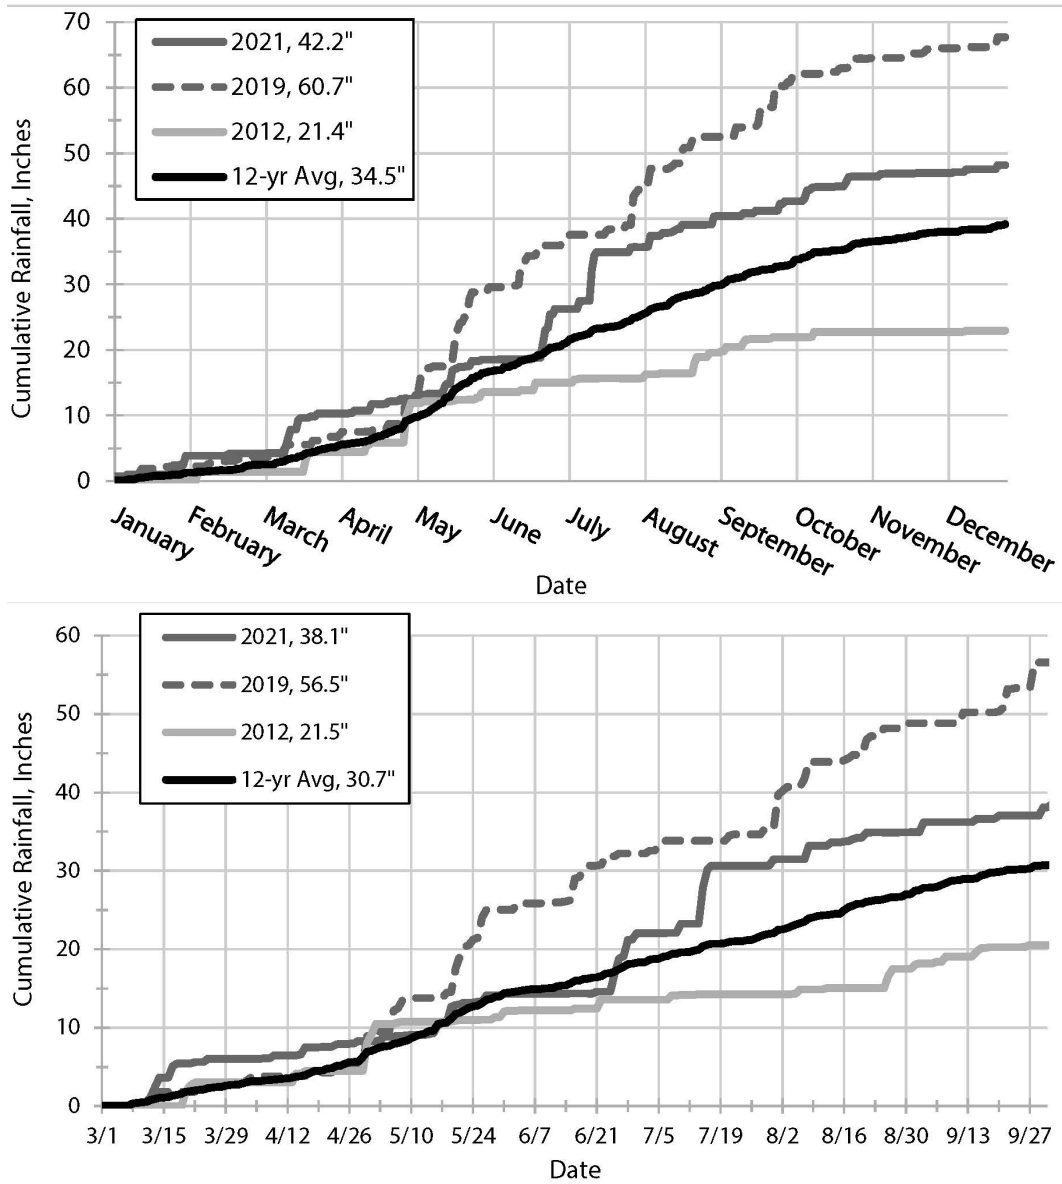 70
60
50
40
30
20
10
0
Cumulative Rainfall, Inches
2021, 42.2"
2019, 60.7"
2012, 21.4"
12-yr Avg, 34.5"
January
February
March
April
May
June
July
August
September
October
November
December
Date
60
50
40
30
20
10
0
Cumulative Rainfall, Inches
2021, 38.1"
2019, 56.5"
2012, 21.5"
12-yr Avg, 30.7"
3/1 3/15 3/29 4/12 4/26 5/10 5/24 6/7 6/21 7/5 7/19 8/2 8/16 8/30 9/13 9/27
Date